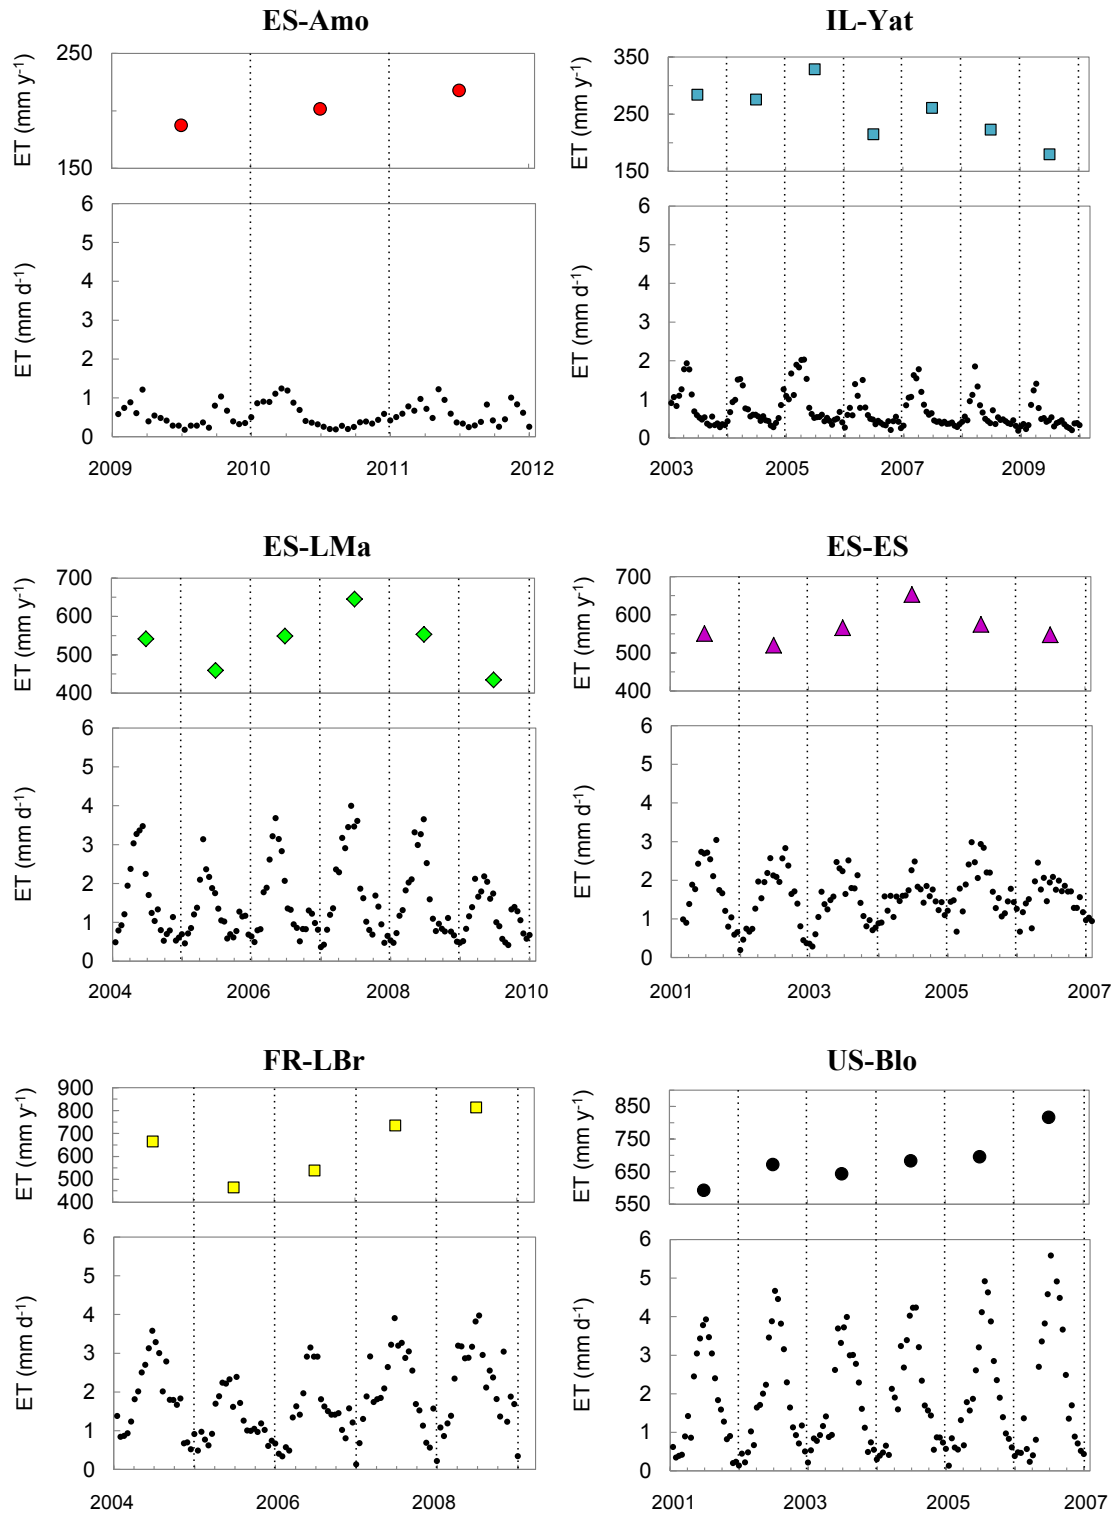 ES-Amo
250
150
ET (mm y-1)
6
5
4
3
2
1
0
ET (mm d-1)
2009 2010 2011 2012
IL-Yat
350
250
150
ET (mm y-1)
6
5
4
3
2
1
0
ET (mm d-1)
2003 2005 2007 2009
ES-LMa
700
600
500
400
ET (mm y-1)
6
5
4
3
2
1
0
ET (mm d-1)
2004 2006 2008 2010
ES-ES
700
600
500
400
ET (mm y-1)
6
5
4
3
2
1
0
ET (mm d-1)
2001 2003 2005 2007
FR-LBr
900
800
700
600
500
400
ET (mm y-1)
6
5
4
3
2
1
0
ET (mm d-1)
2004 2006 2008
US-Blo
850
750
650
550
ET (mm y-1)
6
5
4
3
2
1
0
ET (mm d-1)
2001 2003 2005 2007